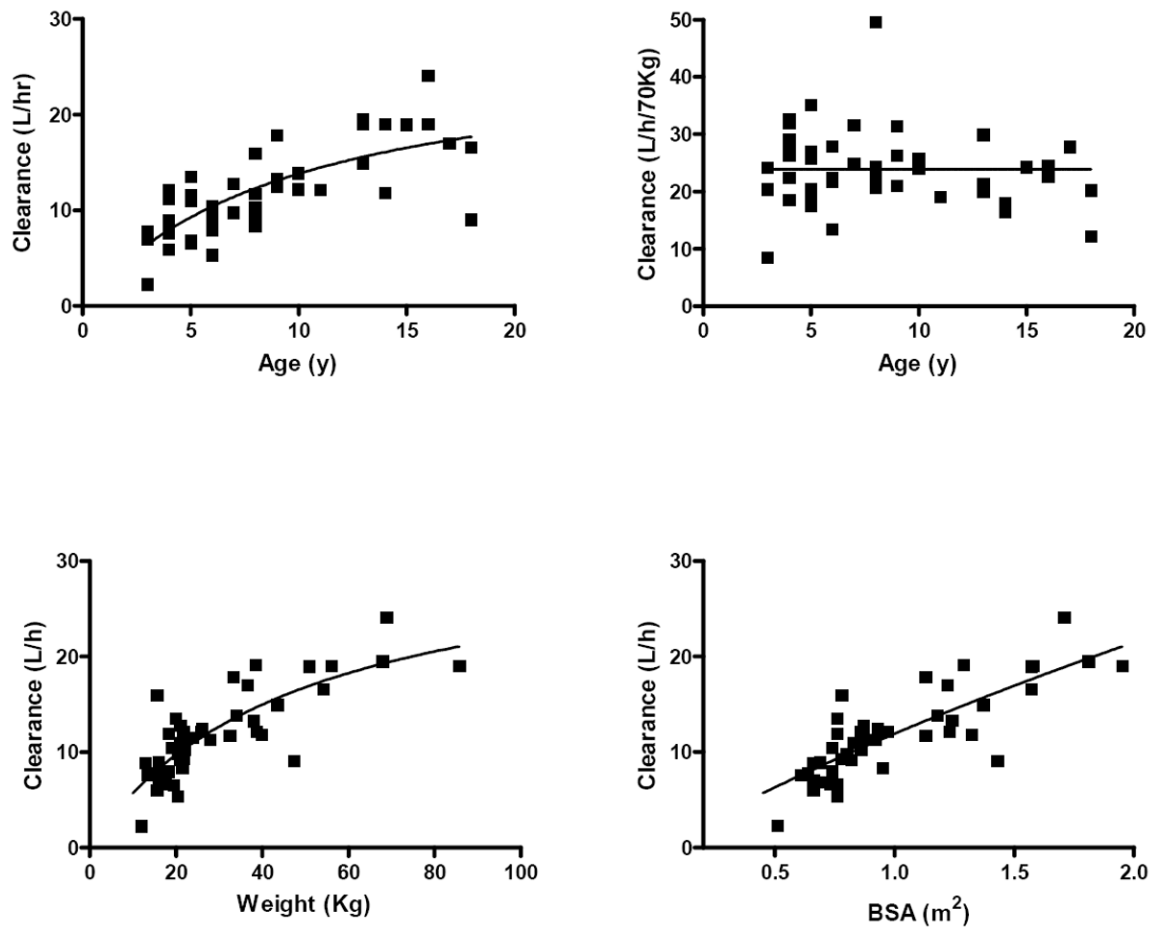 30
20
10
0
Clearance (L/hr)
0 5 10 15 20
Age (y)
50
40
30
20
10
0
Clearance (L/h/70Kg)
0 5 10 15 20
Age (y)
30
20
10
0
Clearance (L/h)
0 20 40 60 80 100
Weight (Kg)
30
20
10
0
Clearance (L/h)
0.5 1.0 1.5 2.0
BSA (m²)